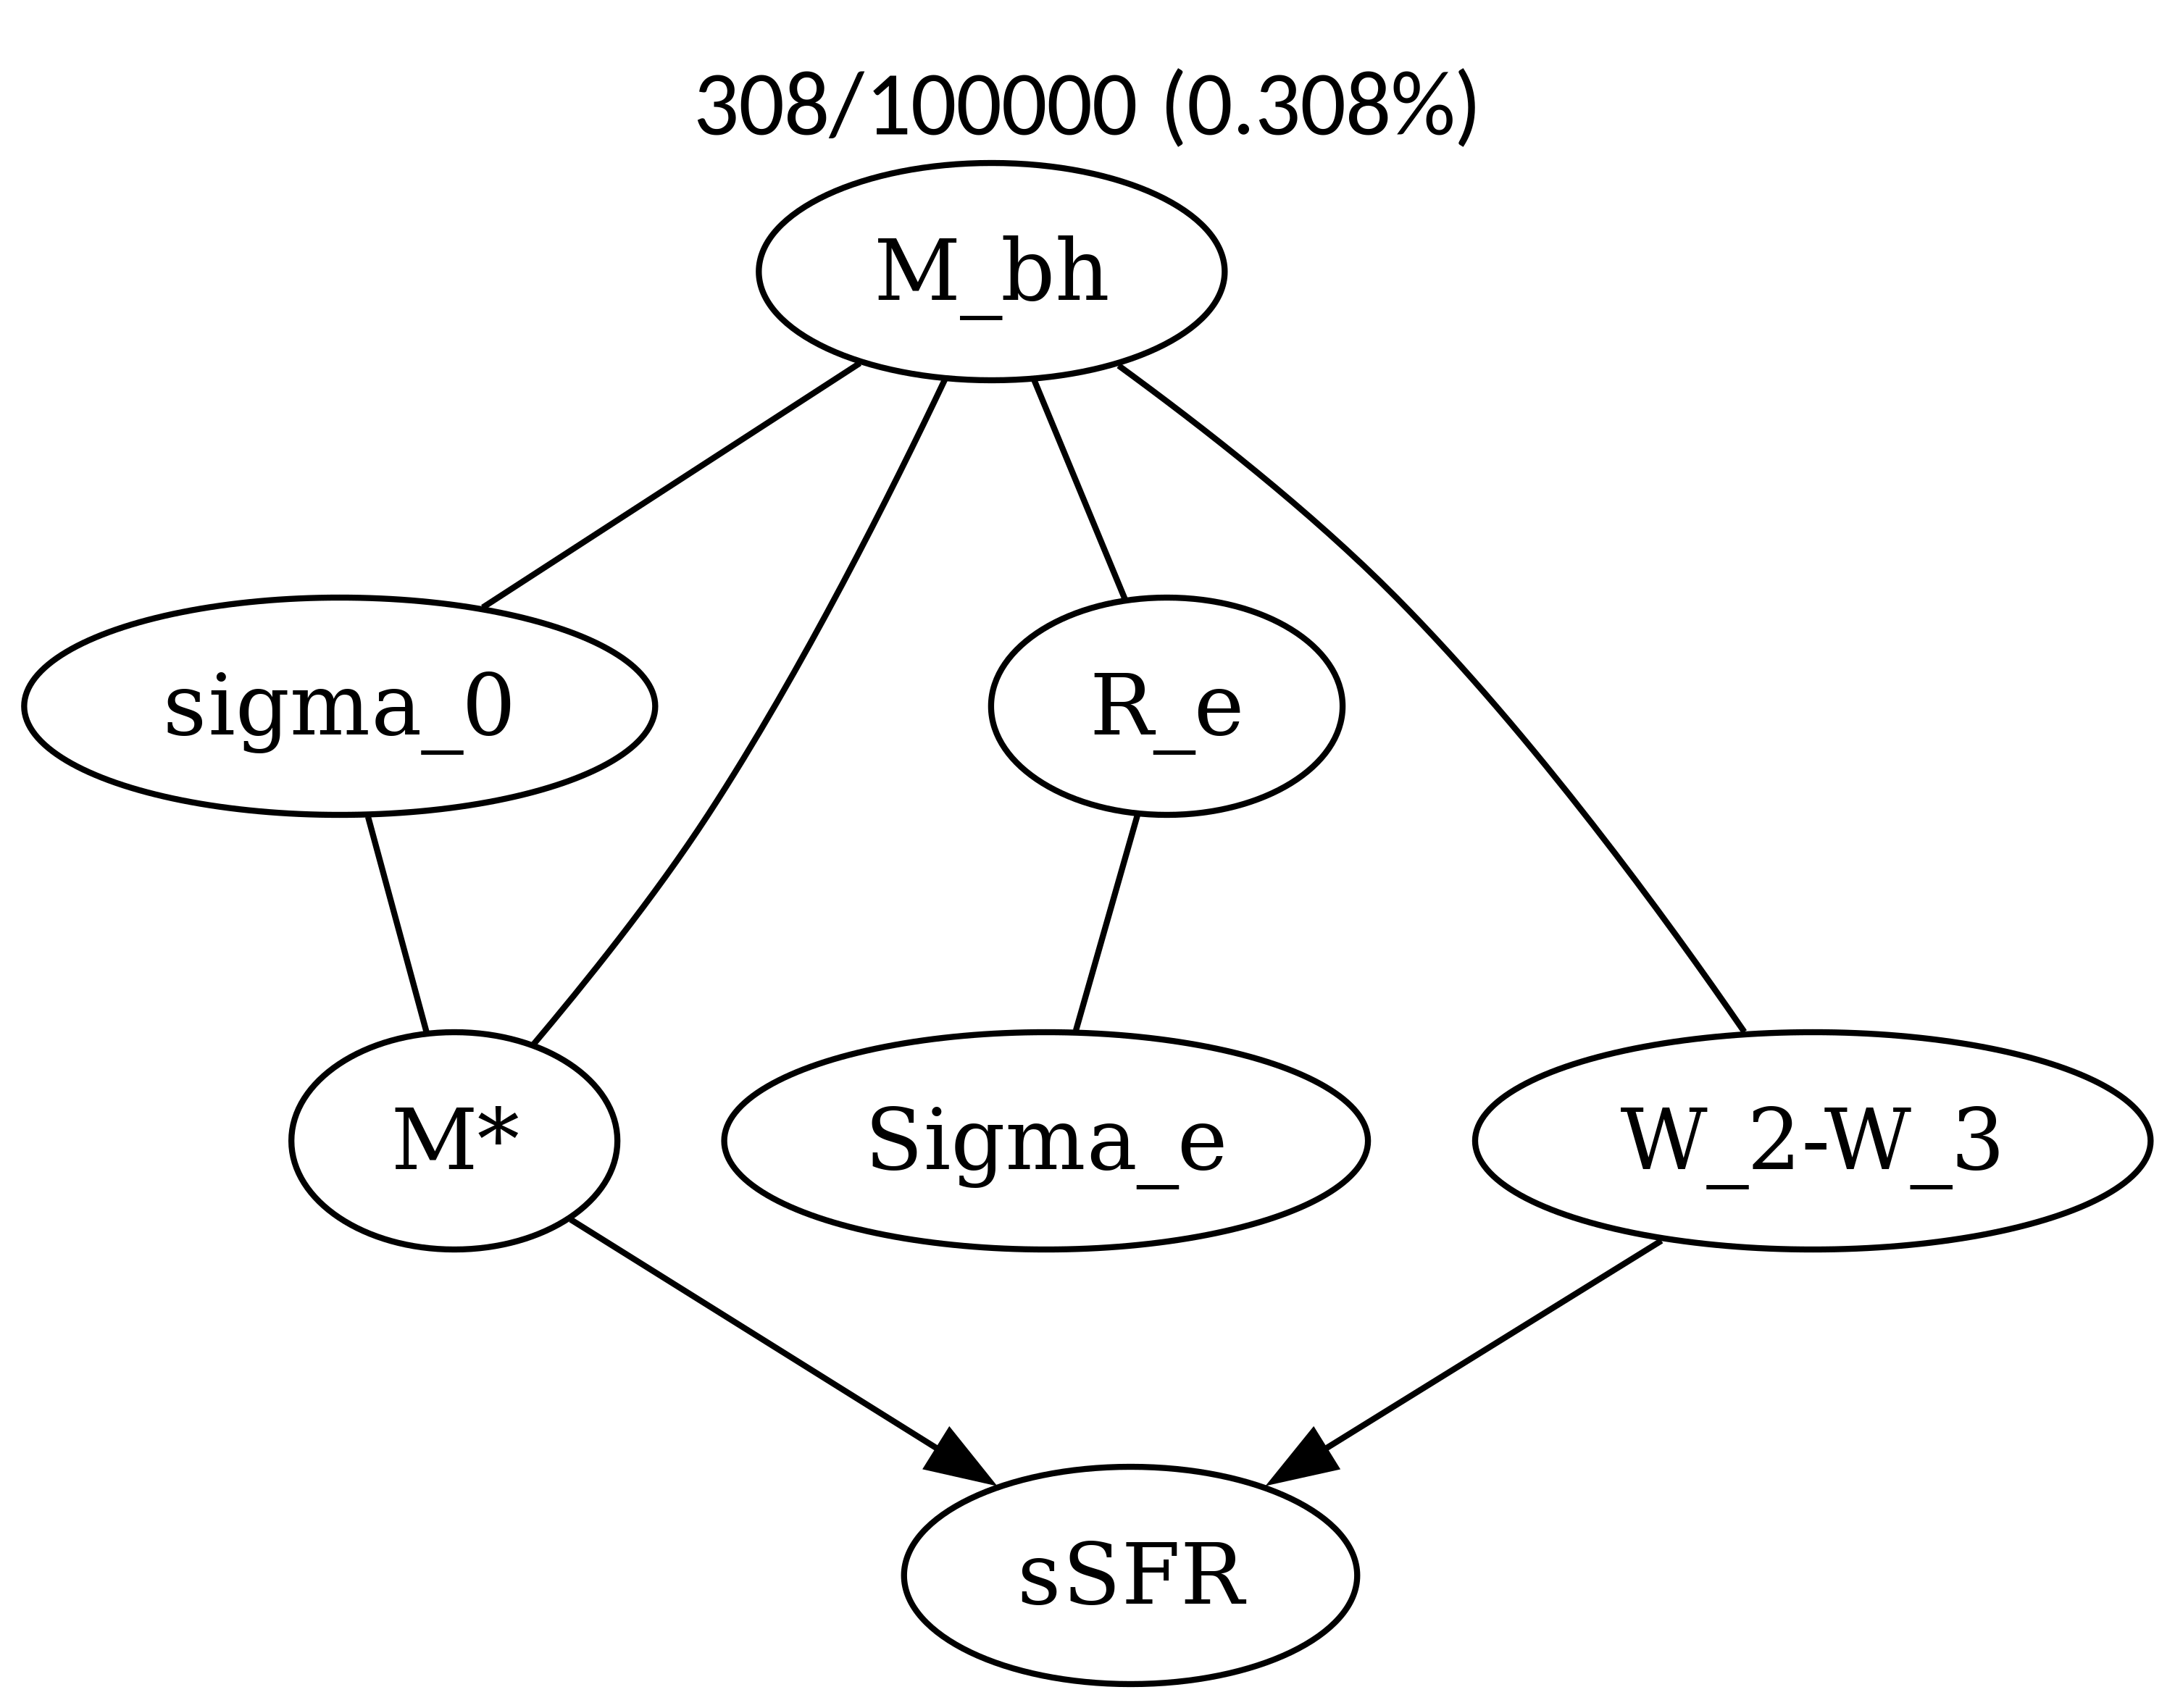 308/100000 (0.308%)
M_bh
sigma_0
R_e
M*
Sigma_e
W_2-W_3
sSFR